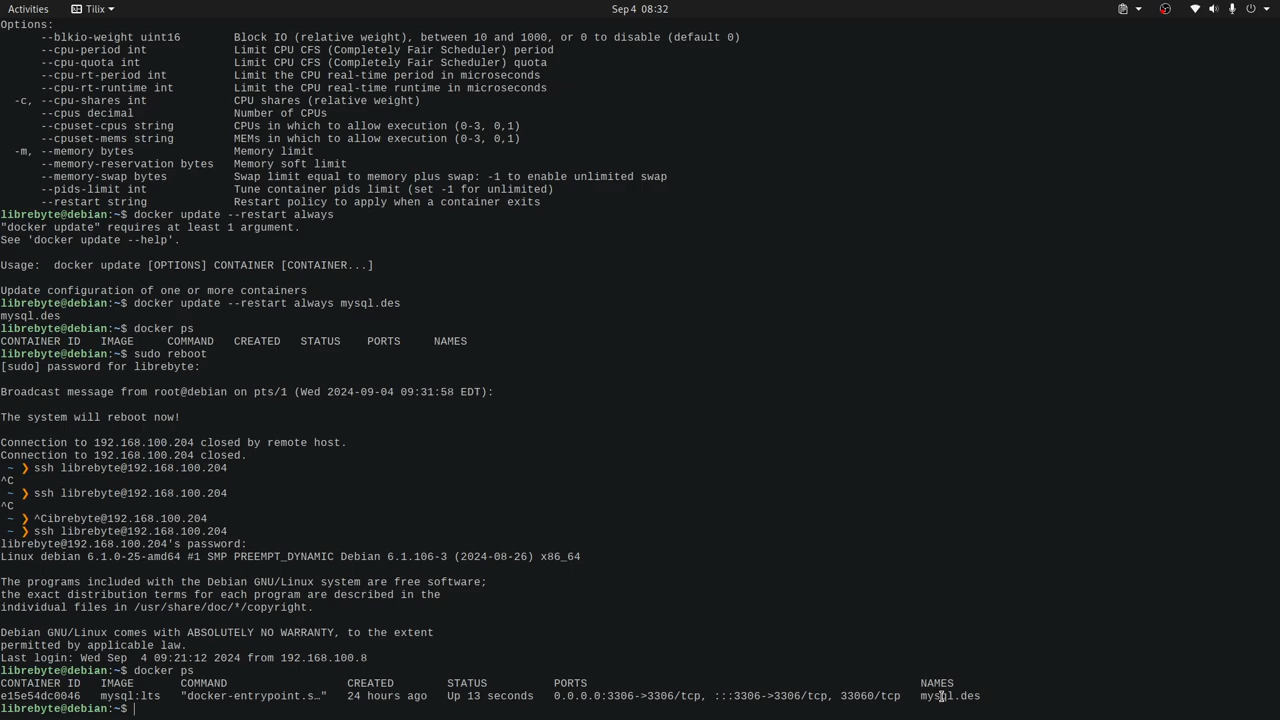 Activities Tilix Sep 4 08:32
Options:
--blkio-weight uint16 Block IO (relative weight), between 10 and 1000, or 0 to disable (default 0)
--cpu-period int Limit CPU CFS (Completely Fair Scheduler) period
--cpu-quota int Limit CPU CFS (Completely Fair Scheduler) quota
--cpu-rt-period int Limit the CPU real-time period in microseconds
--cpu-rt-runtime int Limit the CPU real-time runtime in microseconds
-c, --cpu-shares int CPU shares (relative weight)
--cpus decimal Number of CPUs
--cpuset-cpus string CPUs in which to allow execution (0-3, 0,1)
--cpuset-mems string MEMs in which to allow execution (0-3, 0,1)
-m, --memory bytes Memory limit
--memory-reservation bytes Memory soft limit
--memory-swap bytes Swap limit equal to memory plus swap: -1 to enable unlimited swap
--pids-limit int Tune container pids limit (set -1 for unlimited)
--restart string Restart policy to apply when a container exits
librebyte@debian:~$ docker update --restart always
"docker update" requires at least 1 argument.
See 'docker update --help'.
Usage: docker update [OPTIONS] CONTAINER [CONTAINER...]
Update configuration of one or more containers
librebyte@debian:~$ docker update --restart always mysql.des
mysql.des
librebyte@debian:~$ docker ps
CONTAINER ID IMAGE COMMAND CREATED STATUS PORTS NAMES
librebyte@debian:~$ sudo reboot
[sudo] password for librebyte:
Broadcast message from root@debian on pts/1 (Wed 2024-09-04 09:31:58 EDT):
The system will reboot now!
Connection to 192.168.100.204 closed by remote host.
Connection to 192.168.100.204 closed.
~ ❯ ssh librebyte@192.168.100.204
^C
~ ❯ ssh librebyte@192.168.100.204
^C
~ ❯ ^Cibrebyte@192.168.100.204
~ ❯ ssh librebyte@192.168.100.204
librebyte@192.168.100.204's password:
Linux debian 6.1.0-25-amd64 #1 SMP PREEMPT_DYNAMIC Debian 6.1.106-3 (2024-08-26) x86_64
The programs included with the Debian GNU/Linux system are free software;
the exact distribution terms for each program are described in the
individual files in /usr/share/doc/*/copyright.
Debian GNU/Linux comes with ABSOLUTELY NO WARRANTY, to the extent
permitted by applicable law.
Last login: Wed Sep 4 09:21:12 2024 from 192.168.100.8
librebyte@debian:~$ docker ps
CONTAINER ID IMAGE COMMAND CREATED STATUS PORTS NAMES
e15e54dc0046 mysql:lts "docker-entrypoint.s…" 24 hours ago Up 13 seconds 0.0.0.0:3306->3306/tcp, :::3306->3306/tcp, 33060/tcp mysql.des
librebyte@debian:~$